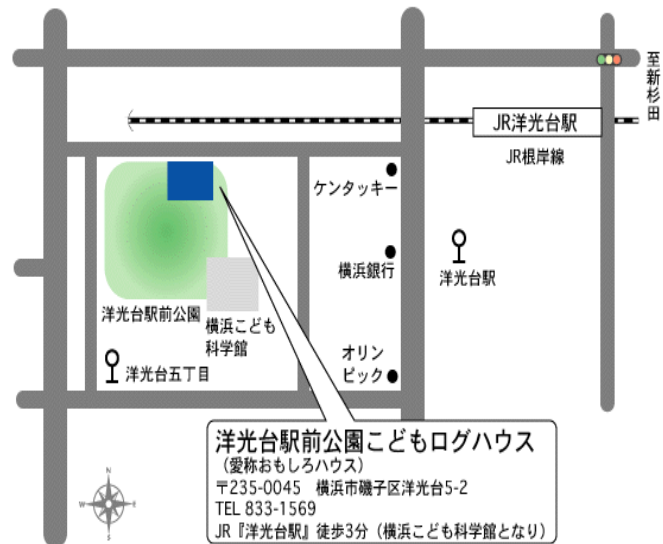 至新杉田
JR洋光台駅
JR根岸線
ケンタッキー
横浜銀行
洋光台駅
洋光台駅前公園
横浜こども
科学館
オリン
ピック
洋光台五丁目
洋光台駅前公園こどもログハウス
(愛称おもしろハウス)
〒235-0045 横浜市磯子区洋光台5-2
TEL 833-1569
JR『洋光台駅』徒歩3分(横浜こども科学館となり)
N
W
E
S